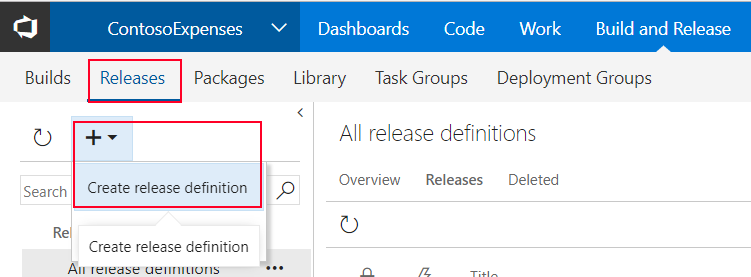 ContosoExpenses Dashboards Code Work Build and Release
Builds Releases Packages Library Task Groups Deployment Groups
All release definitions
Overview Releases Deleted
Create release definition
Search
Create release definition
All release definitions
Title